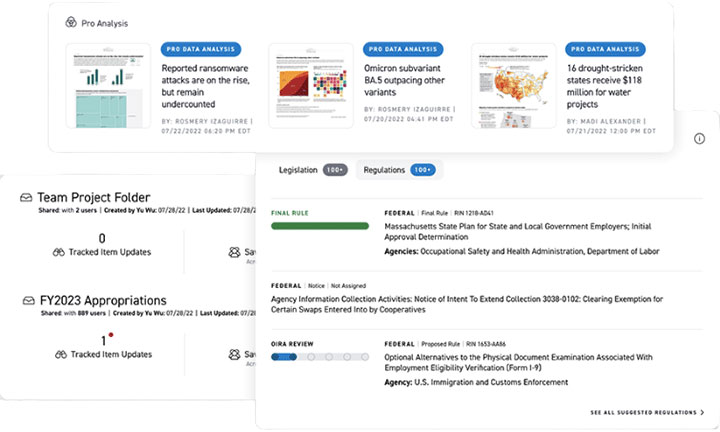 Pro Analysis
PRO DATA ANALYSIS
Reported ransomware
attacks are on the rise,
but remain
undercounted
BY: ROSMERY IZAGUIRRE |
07/22/2022 06:20 PM EDT
PRO DATA ANALYSIS
Omicron subvariant
BA.5 outpacing other
variants
BY: ROSMERY IZAGUIRRE |
07/20/2022 04:41 PM EDT
PRO DATA ANALYSIS
16 drought-stricken
states receive $118
million for water
projects
BY: MADI ALEXANDER |
07/21/2022 12:00 PM EDT
Team Project Folder
Shared: with 2 users | Created by Yu Wu: 07/28/22 | Last Updated: 07/28/2
0
Tracked Item Updates
Sa
FY2023 Appropriations
Shared: with 889 users | Created by Yu Wu: 07/28/22 | Last Updated: 07/28/
1
Tracked Item Updates
Sa
Legislation 100+
Regulations 100+
FINAL RULE
FEDERAL | Final Rule | RIN 1218-AD41
Massachusetts State Plan for State and Local Government Employers; Initial
Approval Determination
Agencies: Occupational Safety and Health Administration, Department of Labor
FEDERAL | Notice | Not Assigned
Agency Information Collection Activities: Notice of Intent To Extend Collection 3038-0102: Clearing Exemption for
Certain Swaps Entered Into by Cooperatives
OIRA REVIEW
FEDERAL | Proposed Rule | RIN 1653-AA86
Optional Alternatives to the Physical Document Examination Associated With
Employment Eligibility Verification (Form I-9)
Agency: U.S. Immigration and Customs Enforcement
SEE ALL SUGGESTED REGULATIONS >